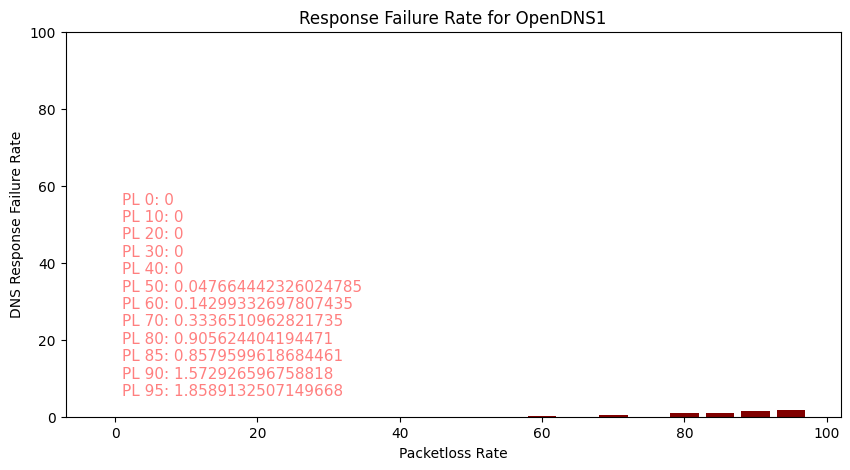 Response Failure Rate for OpenDNS1
100
80
60
40
20
0
DNS Response Failure Rate
PL 0: 0
PL 10: 0
PL 20: 0
PL 30: 0
PL 40: 0
PL 50: 0.047664442326024785
PL 60: 0.14299332697807435
PL 70: 0.3336510962821735
PL 80: 0.905624404194471
PL 85: 0.8579599618684461
PL 90: 1.572926596758818
PL 95: 1.8589132507149668
0 20 40 60 80 100
Packetloss Rate